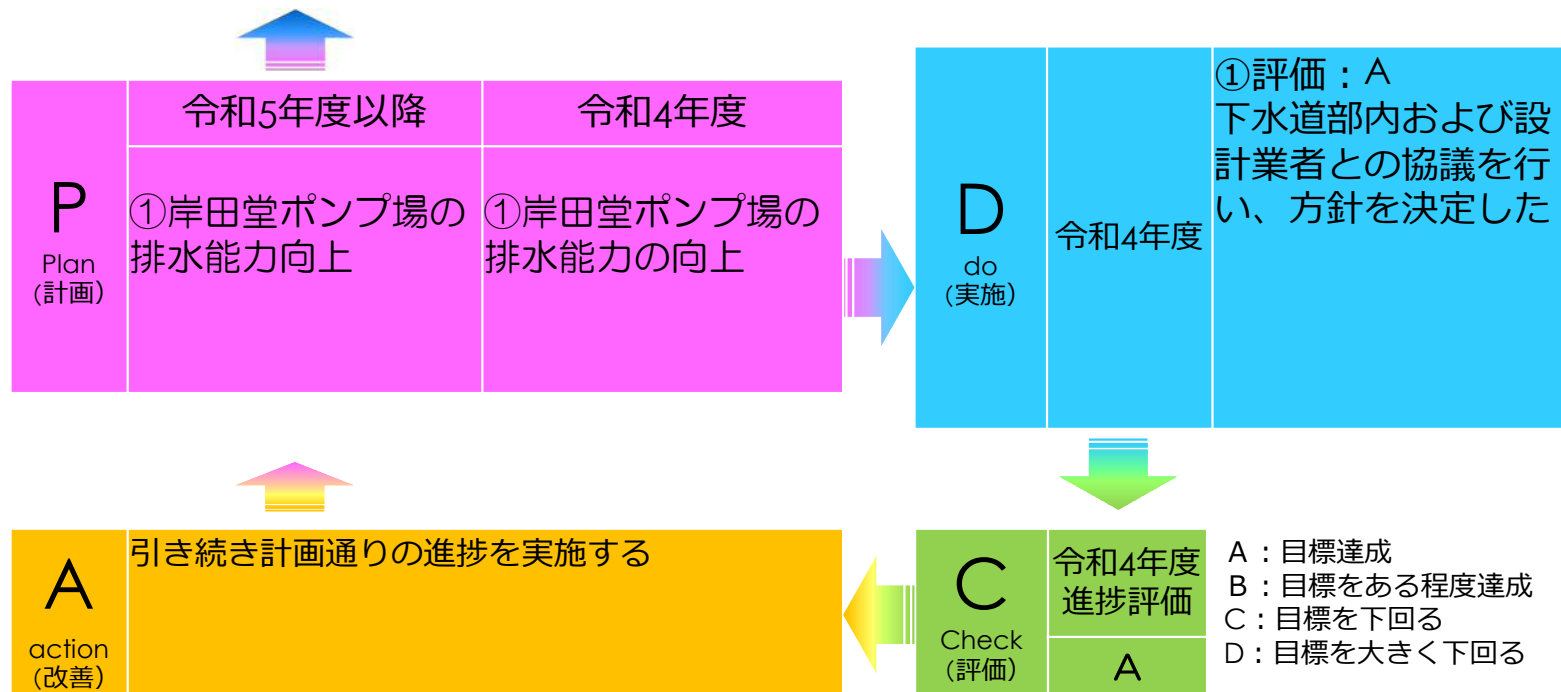 P
Plan
(計画)
令和5年度以降
令和4年度
①岸田堂ポンプ場の
排水能力向上
①岸田堂ポンプ場の
排水能力の向上
D
do
(実施)
令和4年度
①評価：A
下水道部内および設
計業者との協議を行
い、方針を決定した
A
action
(改善)
引き続き計画通りの進捗を実施する
C
Check
(評価)
令和4年度
進捗評価
A
A：目標達成
B：目標をある程度達成
C：目標を下回る
D：目標を大きく下回る